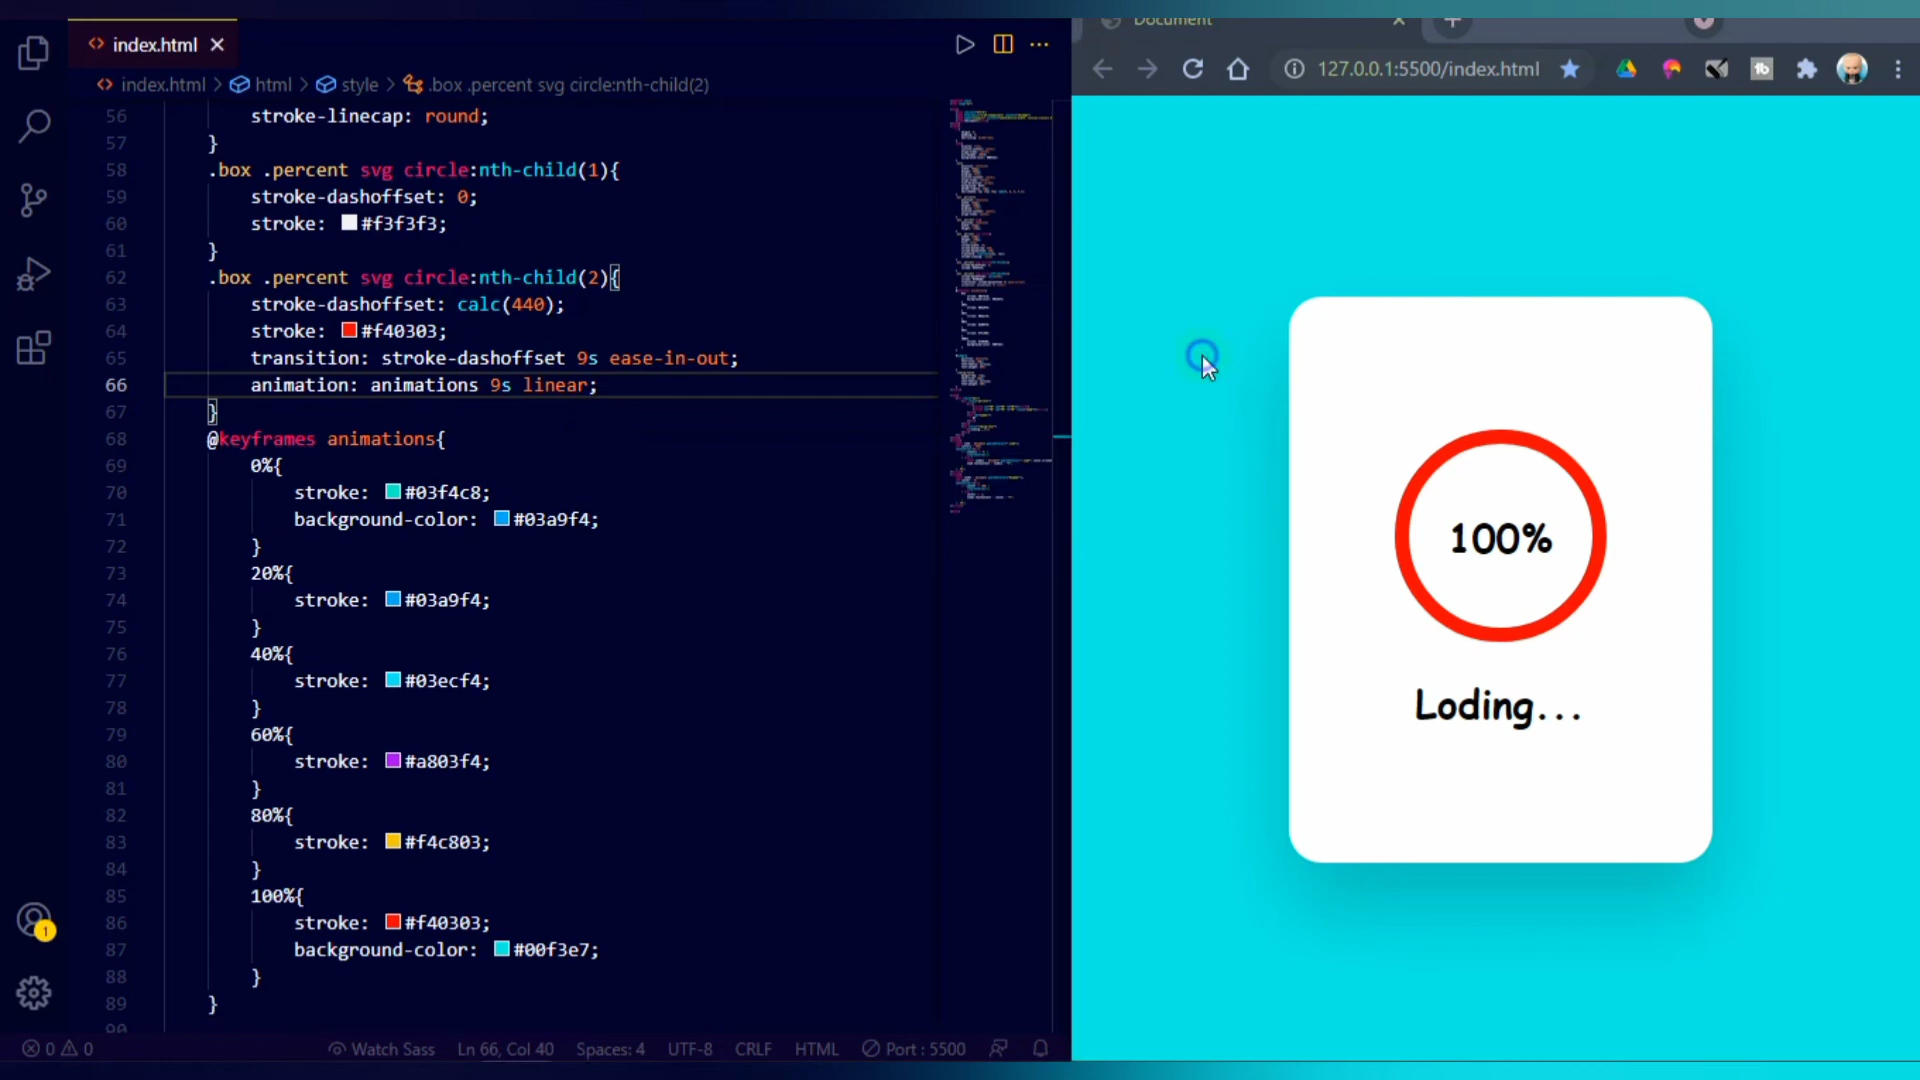 index.html
index.html > html > style > .box .percent svg circle:nth-child(2)
56 stroke-linecap: round;
57 }
58 .box .percent svg circle:nth-child(1){
59 stroke-dashoffset: 0;
60 stroke: #f3f3f3;
61 }
62 .box .percent svg circle:nth-child(2){
63 stroke-dashoffset: calc(440);
64 stroke: #f40303;
65 transition: stroke-dashoffset 9s ease-in-out;
66 animation: animations 9s linear;
67 }
68 @keyframes animations{
69 0%{
70 stroke: #03f4c8;
71 background-color: #03a9f4;
72 }
73 20%{
74 stroke: #03a9f4;
75 }
76 40%{
77 stroke: #03ecf4;
78 }
79 60%{
80 stroke: #a803f4;
81 }
82 80%{
83 stroke: #f4c803;
84 }
85 100%{
86 stroke: #f40303;
87 background-color: #00f3e7;
88 }
89 }
90
1
0 0 Watch Sass Ln 66, Col 40 Spaces: 4 UTF-8 CRLF HTML Port : 5500
Document
127.0.0.1:5500/index.html
100%
Loding...